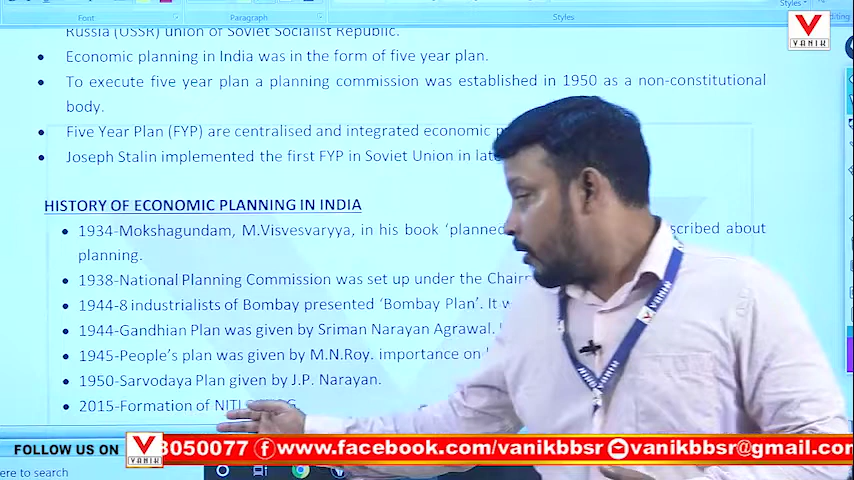 Font
Paragraph
Styles
Styles
Editing
VANIK
Russia (USSR) union of Soviet Socialist Republic.
Economic planning in India was in the form of five year plan.
To execute five year plan a planning commission was established in 1950 as a non-constitutional
body.
Five Year Plan (FYP) are centralised and integrated economic
Joseph Stalin implemented the first FYP in Soviet Union in late
HISTORY OF ECONOMIC PLANNING IN INDIA
1934-Mokshagundam, M.Visvesvaryya, in his book ‘planned scribed about
planning.
1938-National Planning Commission was set up under the
1944-8 industrialists of Bombay presented ‘Bombay Plan’. It
1944-Gandhian Plan was given by Sriman Narayan Agrawal.
1945-People’s plan was given by M.N.Roy. importance on
1950-Sarvodaya Plan given by J.P. Narayan.
2015-Formation of NITI
VANIK
VANIK
FOLLOW US ON VANIK 8050077 www.facebook.com/vanikbbsr vanikbbsr@gmail.com
ere to search